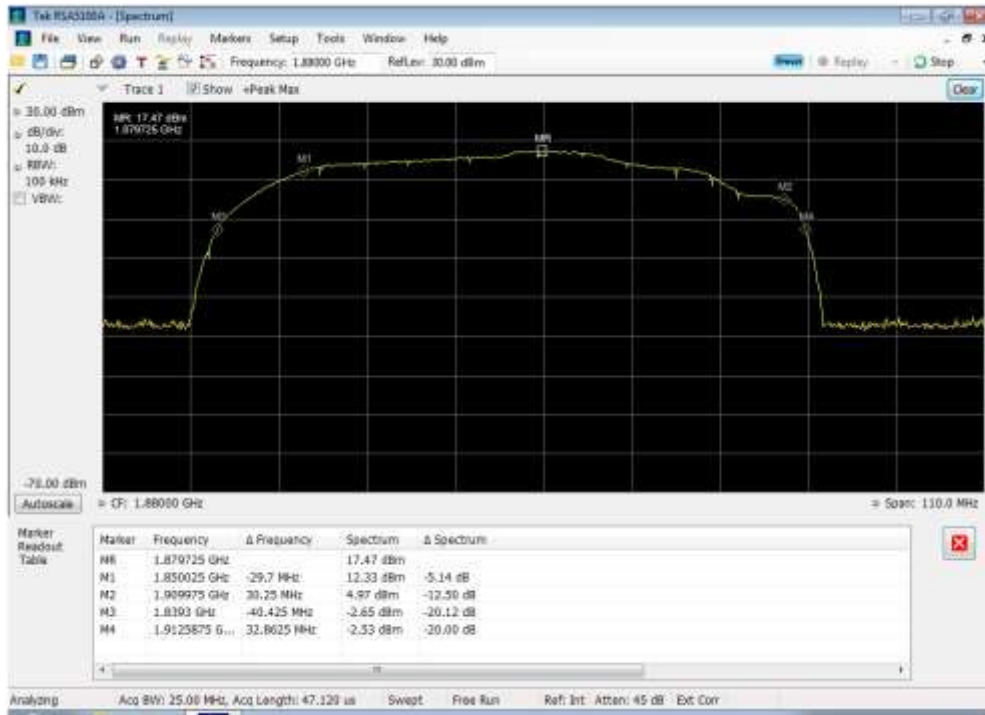 Tek RSA5100A - [Spectrum]
File View Run Replay Markers Setup Tools Window Help
Frequency: 1.88000 GHz RefLev: 30.00 dBm Preset Replay Stop
Trace 1 Show +Peak Max Clear
30.00 dBm
dB/div:
10.0 dB
RBW:
100 kHz
VBW:
MR: 17.47 dBm
1.879725 GHz
MR
M1
M2
M3
M4
-70.00 dBm
Autoscale CF: 1.88000 GHz Span: 110.0 MHz
Marker
Readout
Table
Marker Frequency Δ Frequency Spectrum Δ Spectrum
MR 1.879725 GHz 17.47 dBm
M1 1.850025 GHz -29.7 MHz 12.33 dBm -5.14 dB
M2 1.909975 GHz 30.25 MHz 4.97 dBm -12.50 dB
M3 1.8393 GHz -40.425 MHz -2.65 dBm -20.12 dB
M4 1.9125875 G... 32.8625 MHz -2.53 dBm -20.00 dB
Analyzing Acq BW: 25.00 MHz, Acq Length: 47.120 us Swept Free Run Ref: Int Atten: 45 dB Ext Corr